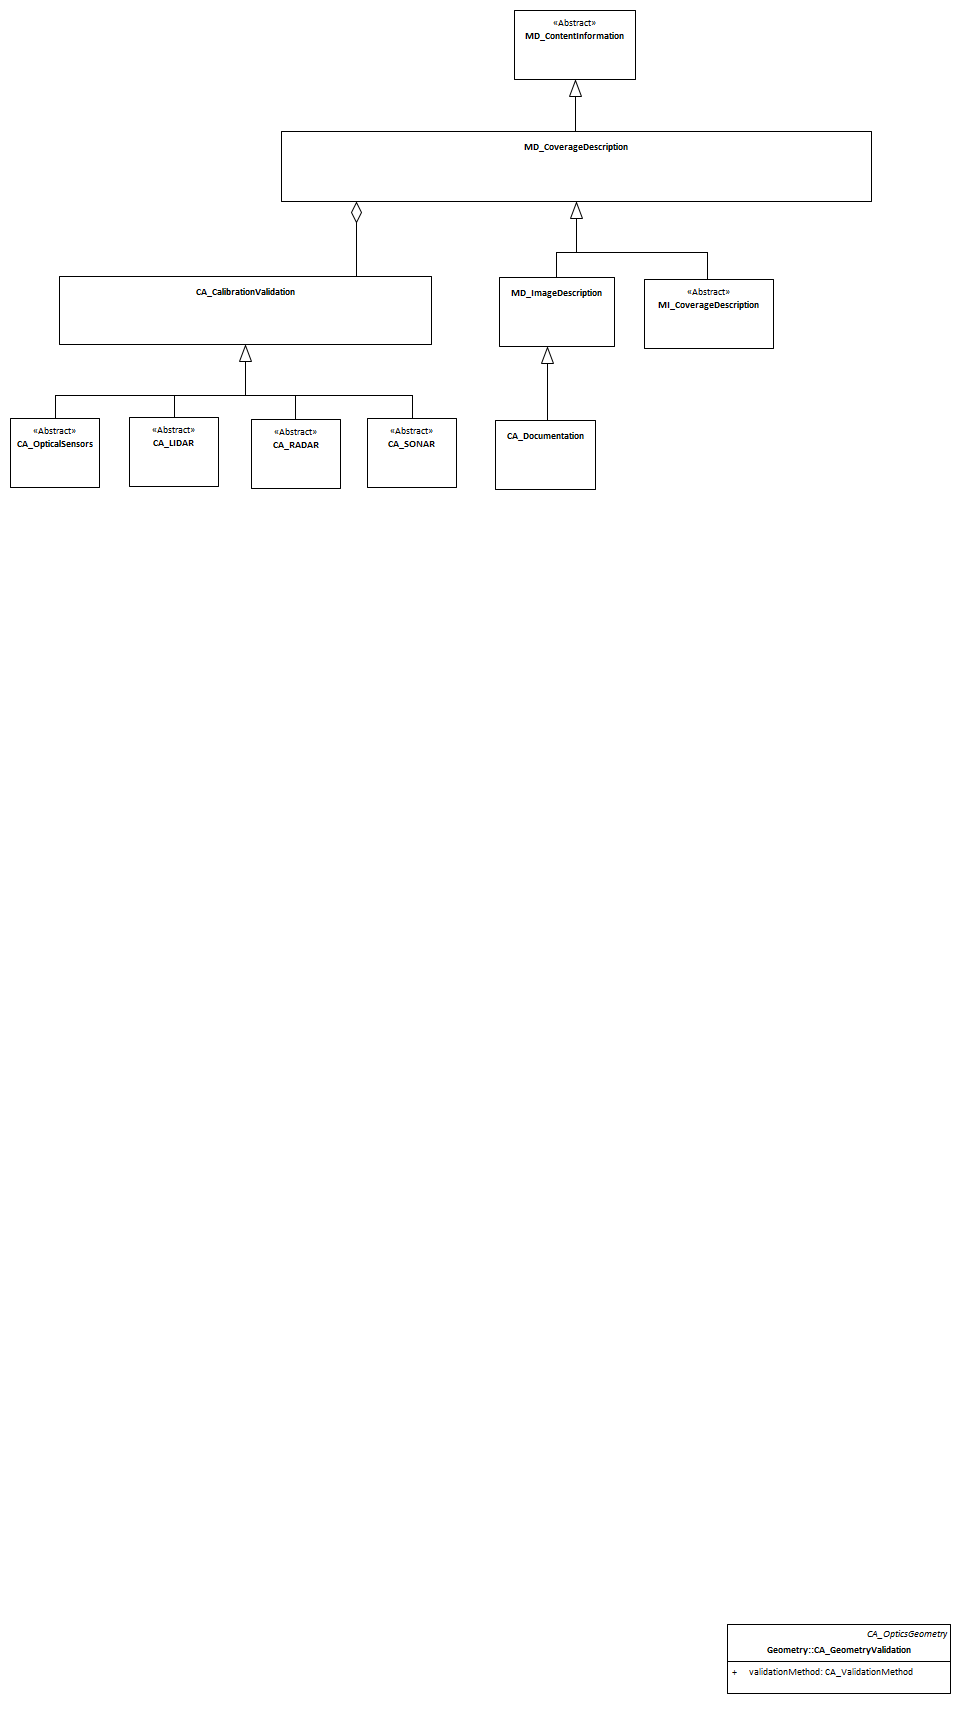 «Abstract»
MD_ContentInformation
MD_CoverageDescription
CA_CalibrationValidation
MD_ImageDescription
«Abstract»
MI_CoverageDescription
«Abstract»
CA_OpticalSensors
«Abstract»
CA_LIDAR
«Abstract»
CA_RADAR
«Abstract»
CA_SONAR
CA_Documentation
CA_OpticsGeometry
Geometry::CA_GeometryValidation
+ validationMethod: CA_ValidationMethod